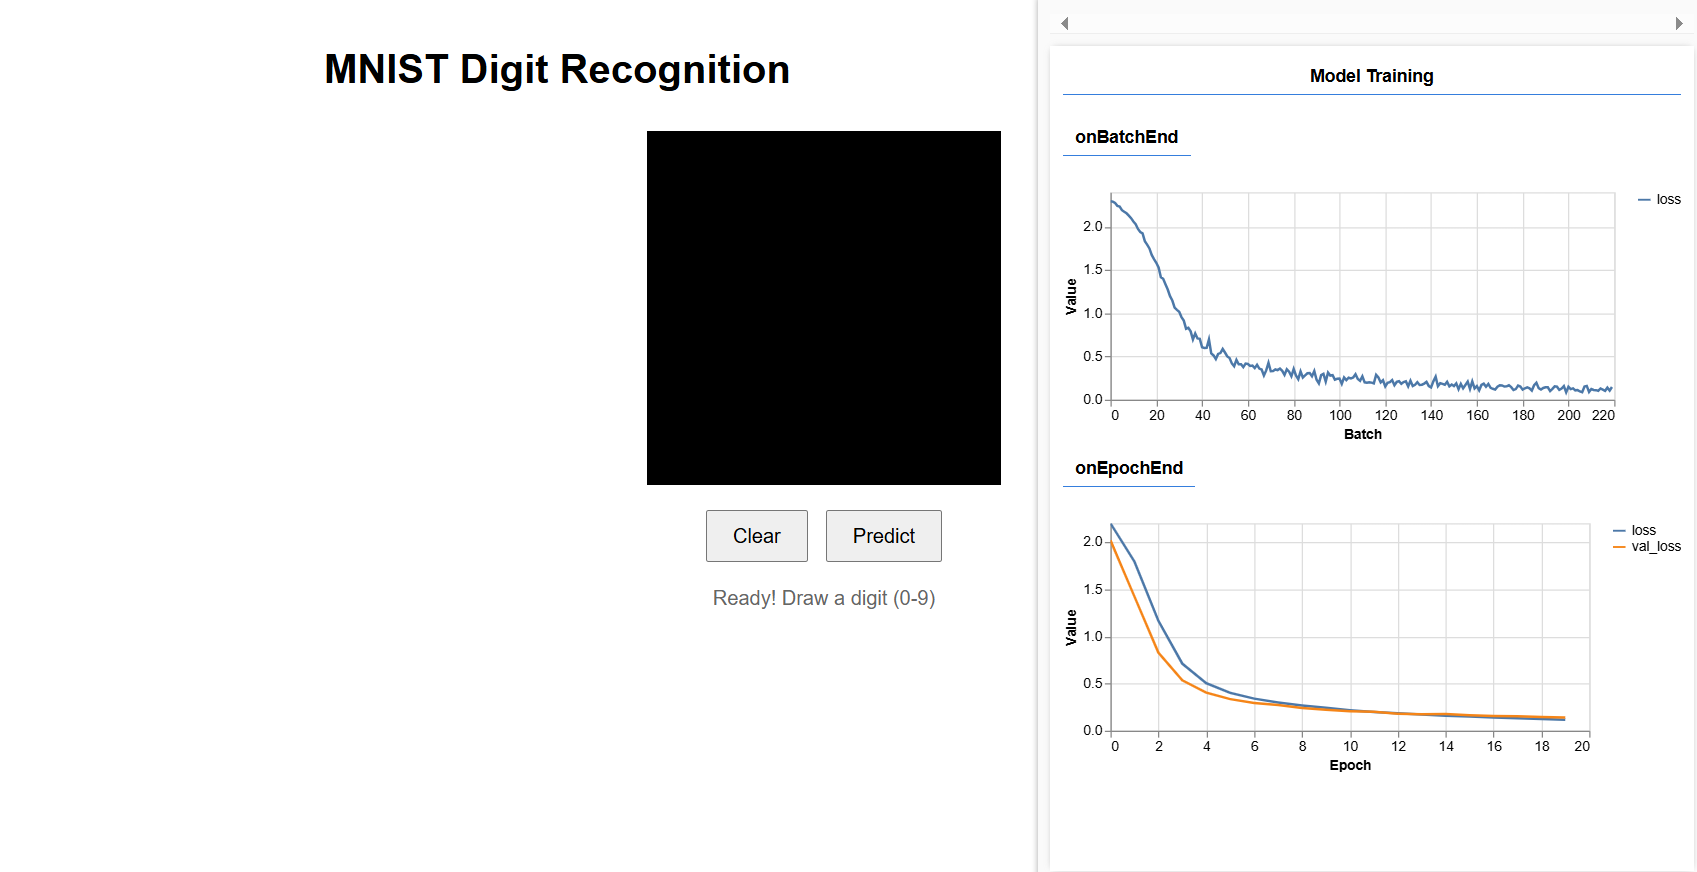 MNIST Digit Recognition
Clear Predict
Ready! Draw a digit (0-9)
Model Training
onBatchEnd
loss
2.0
1.5
1.0
0.5
0.0
Value
0 20 40 60 80 100 120 140 160 180 200 220
Batch
onEpochEnd
loss
val_loss
2.0
1.5
1.0
0.5
0.0
Value
0 2 4 6 8 10 12 14 16 18 20
Epoch